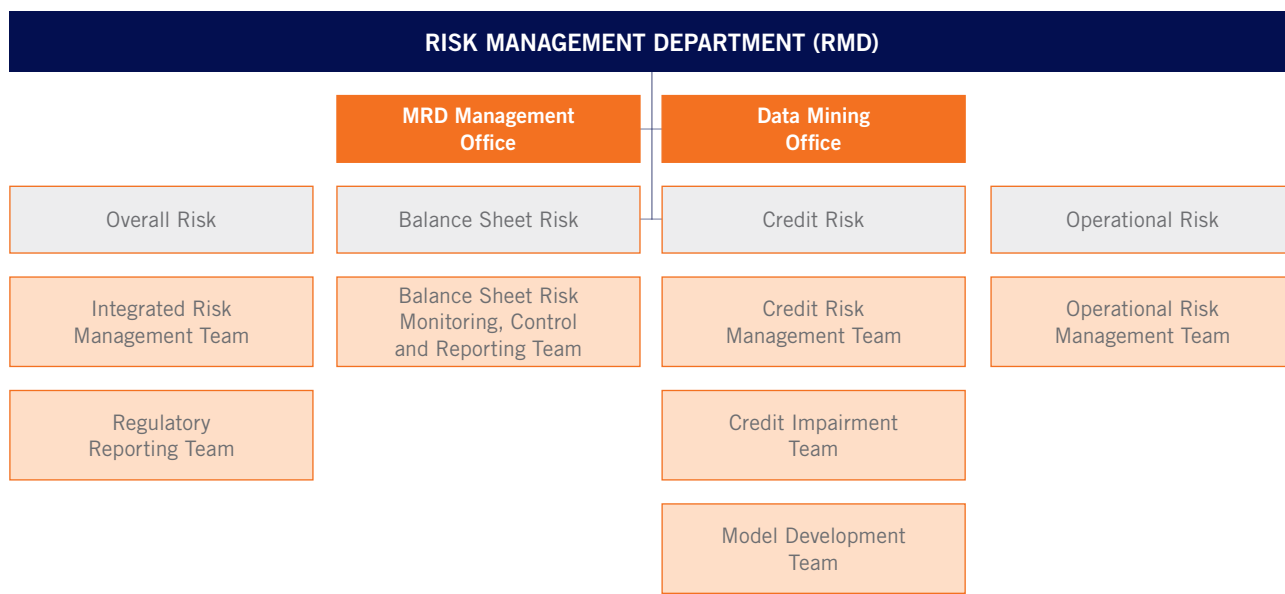 RISK MANAGEMENT DEPARTMENT (RMD)
MRD Management
Office
Data Mining
Office
Overall Risk
Balance Sheet Risk
Credit Risk
Operational Risk
Integrated Risk
Management Team
Balance Sheet Risk
Monitoring, Control
and Reporting Team
Credit Risk
Management Team
Operational Risk
Management Team
Regulatory
Reporting Team
Credit Impairment
Team
Model Development
Team